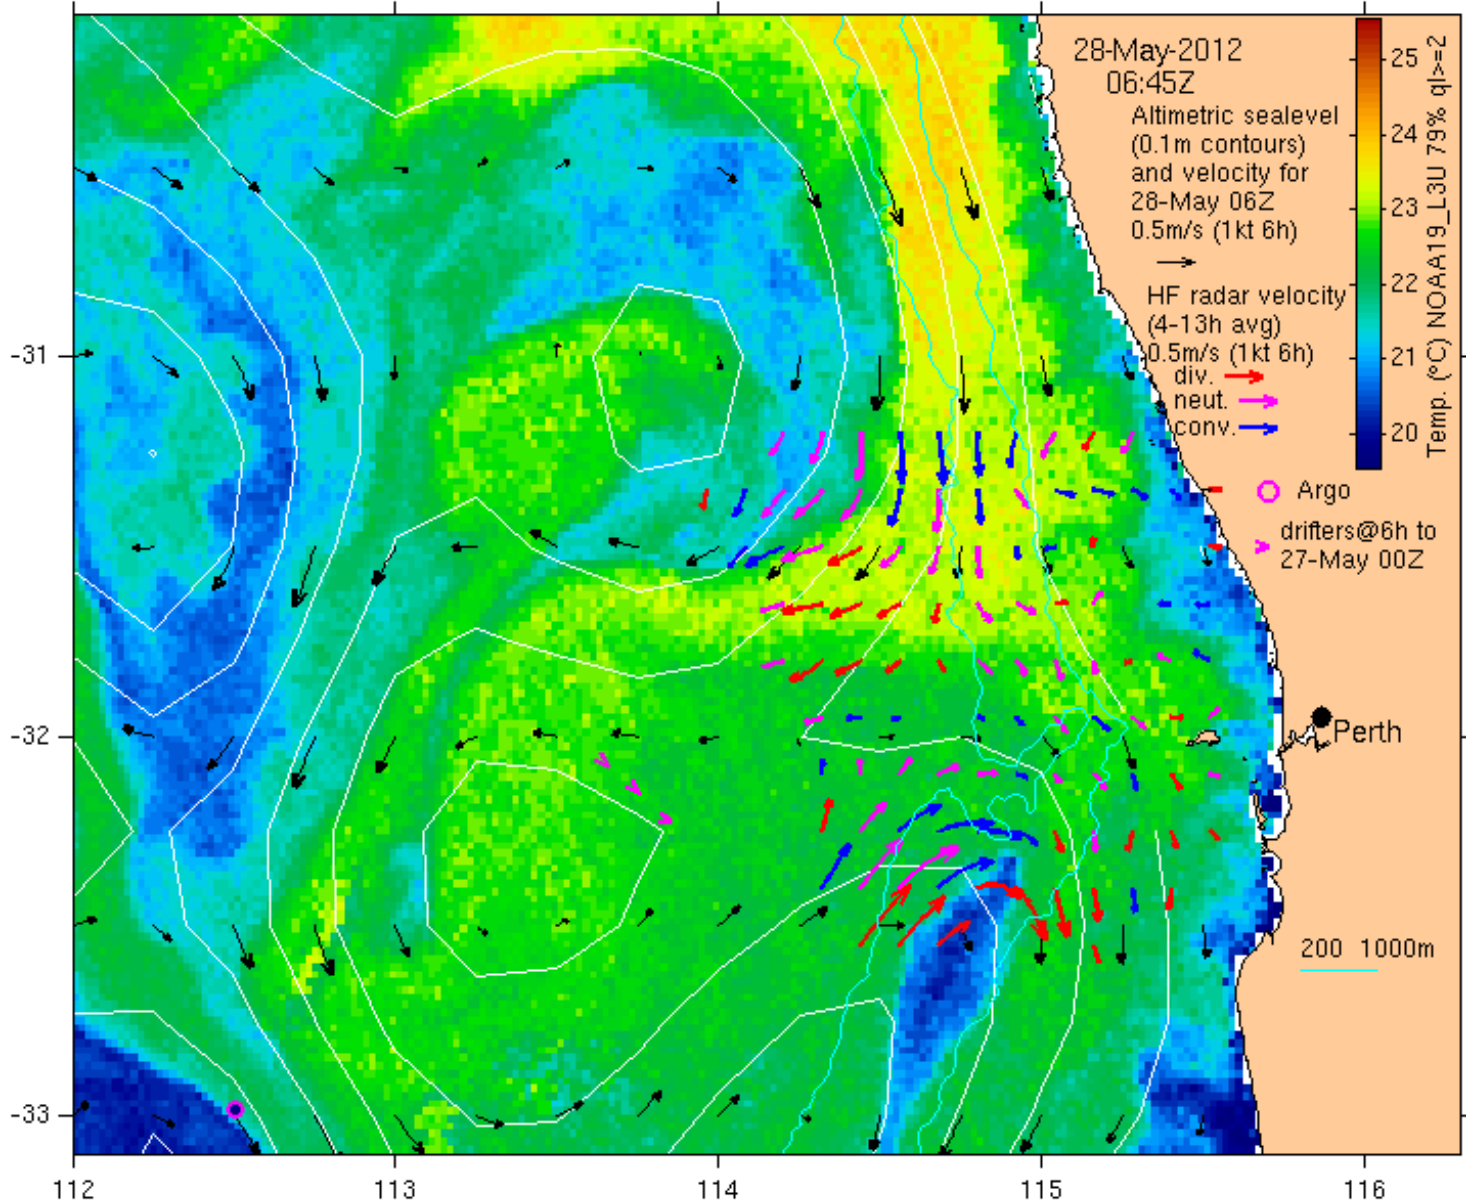 28-May-2012
06:45Z
Altimetric sealevel
(0.1m contours)
and velocity for
28-May 06Z
0.5m/s (1kt 6h)
HF radar velocity
(4-13h avg)
0.5m/s (1kt 6h)
div.
neut.
conv.
Argo
drifters@6h to
27-May 00Z
25
24
23
22
21
20
Temp. (°C) NOAA19_L3U 79% ql>=2
Perth
200 1000m
-31
-32
-33
112
113
114
115
116